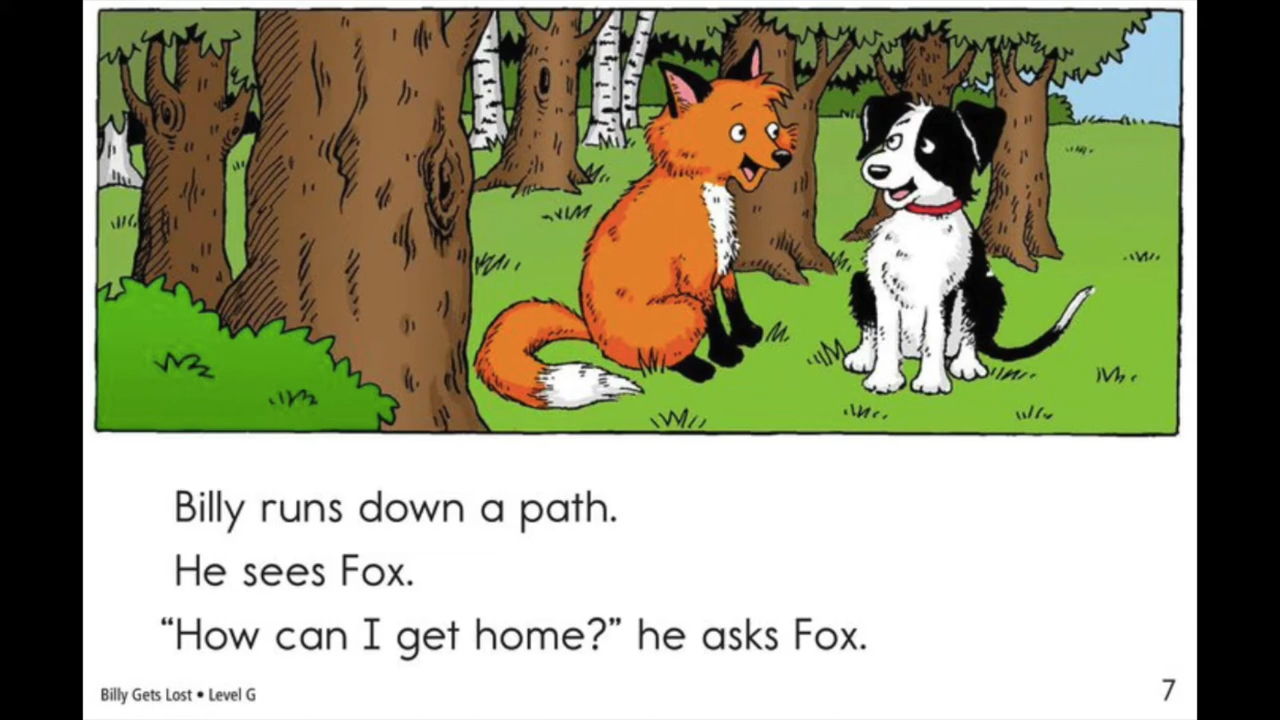 Billy runs down a path.
He sees Fox.
“How can I get home?” he asks Fox.
Billy Gets Lost • Level G
7